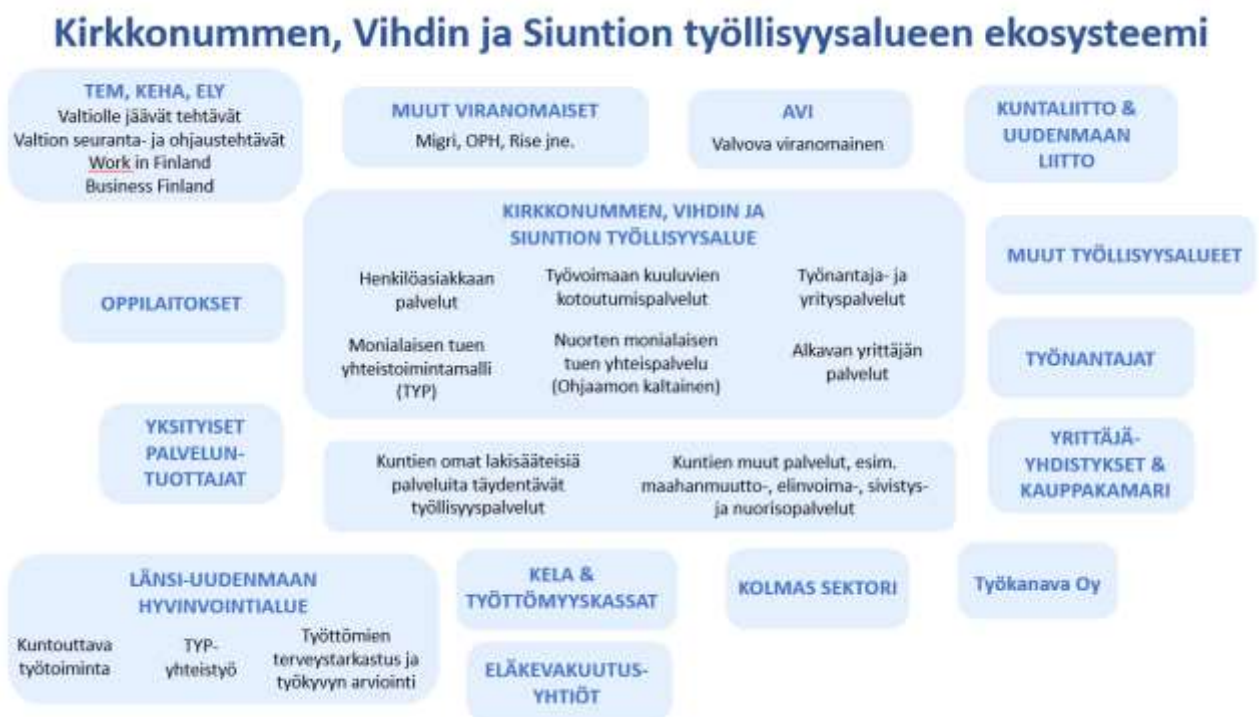 Kirkkonummen, Vihdin ja Siuntion työllisyysalueen ekosysteemi
TEM, KEHA, ELY
Valtiolle jäävät tehtävät
Valtion seuranta- ja ohjaustehtävät
Work in Finland
Business Finland
MUUT VIRANOMAISET
Migri, OPH, Rise jne.
AVI
Valvova viranomainen
KUNTALIITTO &
UUDENMAAN
LIITTO
KIRKKONUMMEN, VIHDIN JA
SIUNTION TYÖLLISYYSALUE
Henkilöasiakkaan
palvelut
Työvoimaan kuuluvien
kotoutumispalvelut
Työnantaja- ja
yrityspalvelut
Monialaisen tuen
yhteistoimintamalli
(TYP)
Nuorten monialaisen
tuen yhteispalvelu
(Ohjaamon kaltainen)
Alkavan yrittäjän
palvelut
MUUT TYÖLLISYYSALUEET
OPPILAITOKSET
TYÖNANTAJAT
YKSITYISET
PALVELUN-
TUOTTAJAT
Kuntien omat lakisääteisiä
palveluita täydentävät
työllisyyspalvelut
Kuntien muut palvelut, esim.
maahanmuutto-, elinvoima-, sivistys-
ja nuorisopalvelut
YRITTÄJÄ-
YHDISTYKSET &
KAUPPAKAMARI
LÄNSI-UUDENMAAN
HYVINVOINTIALUE
Kuntouttava
työtoiminta
TYP-
yhteistyö
Työttömien
terveystarkastus ja
työkyvyn arviointi
KELA &
TYÖTTÖMYYSKASSAT
KOLMAS SEKTORI
Työkanava Oy
ELÄKEVAKUUTUS-
YHTIÖT